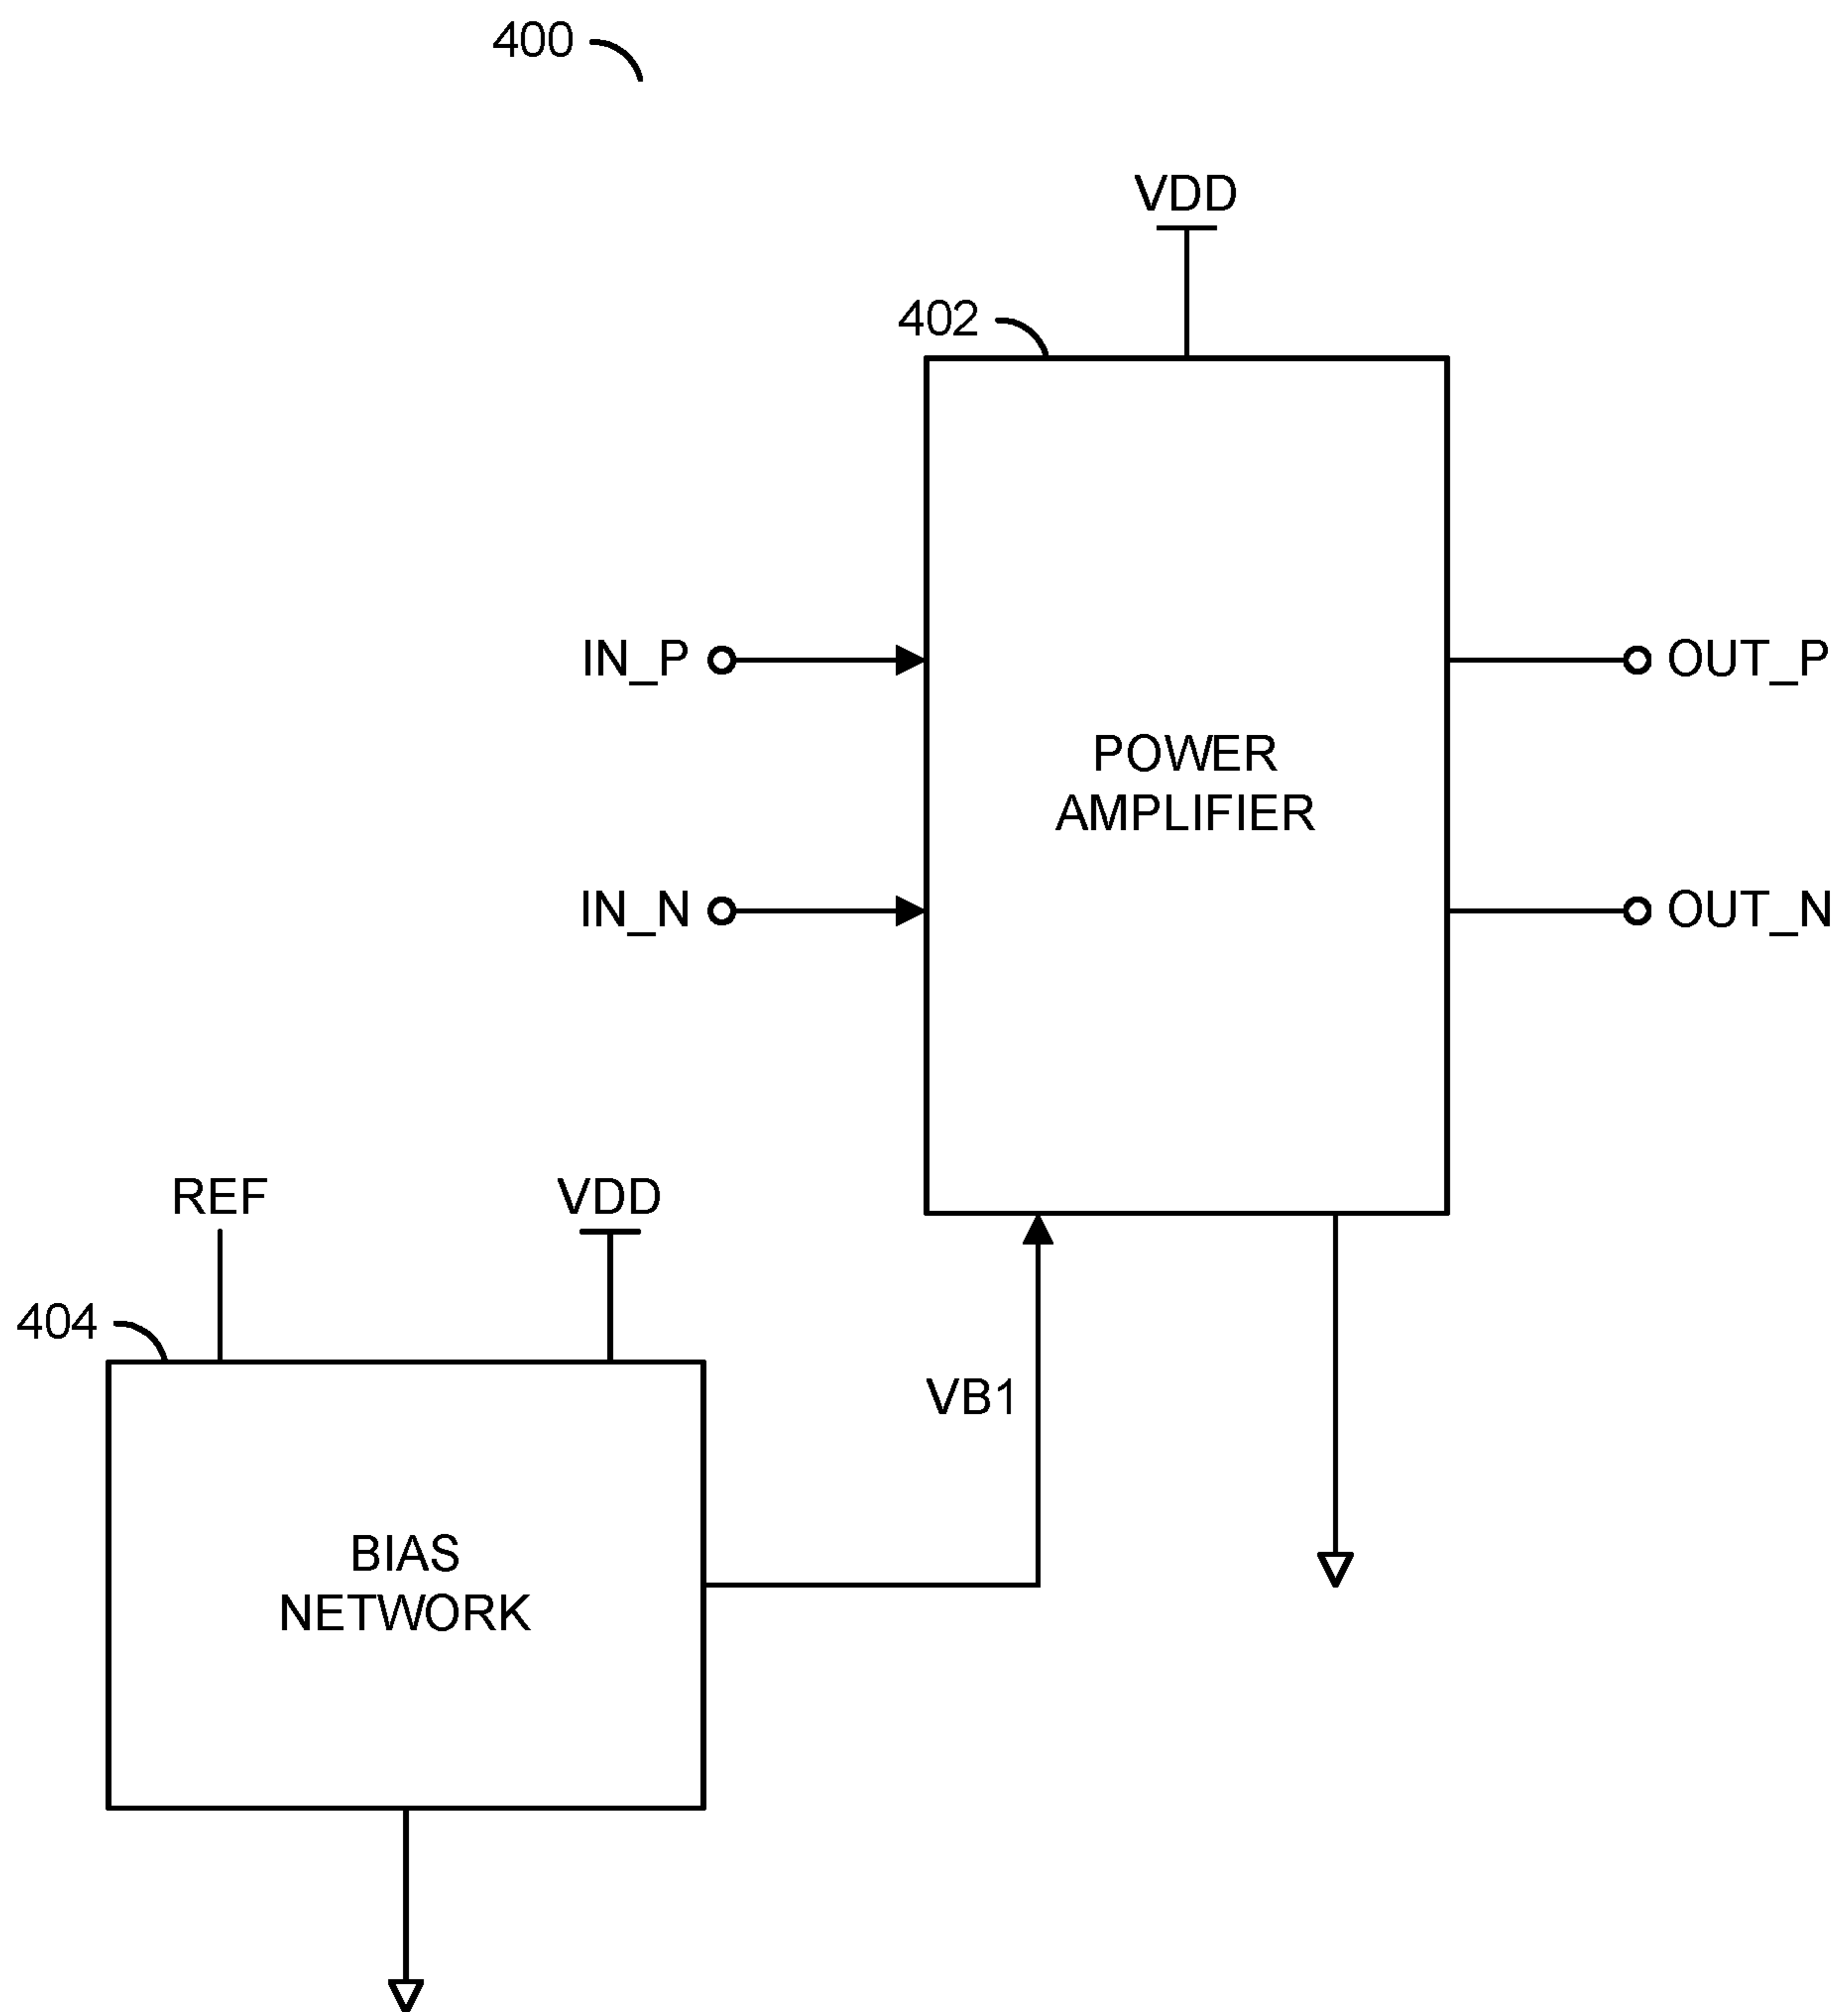 400
VDD
402
IN_P
OUT_P
POWER
AMPLIFIER
IN_N
OUT_N
REF
VDD
404
VB1
BIAS
NETWORK